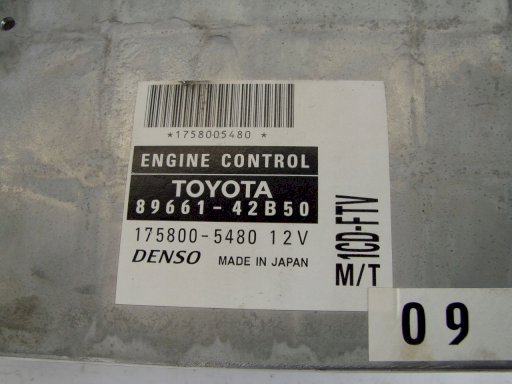 *1758005480 *
ENGINE CONTROL
TOYOTA
89661-42B50
175800-5480 12V
DENSO MADE IN JAPAN
1CD-FTV
M/T
09